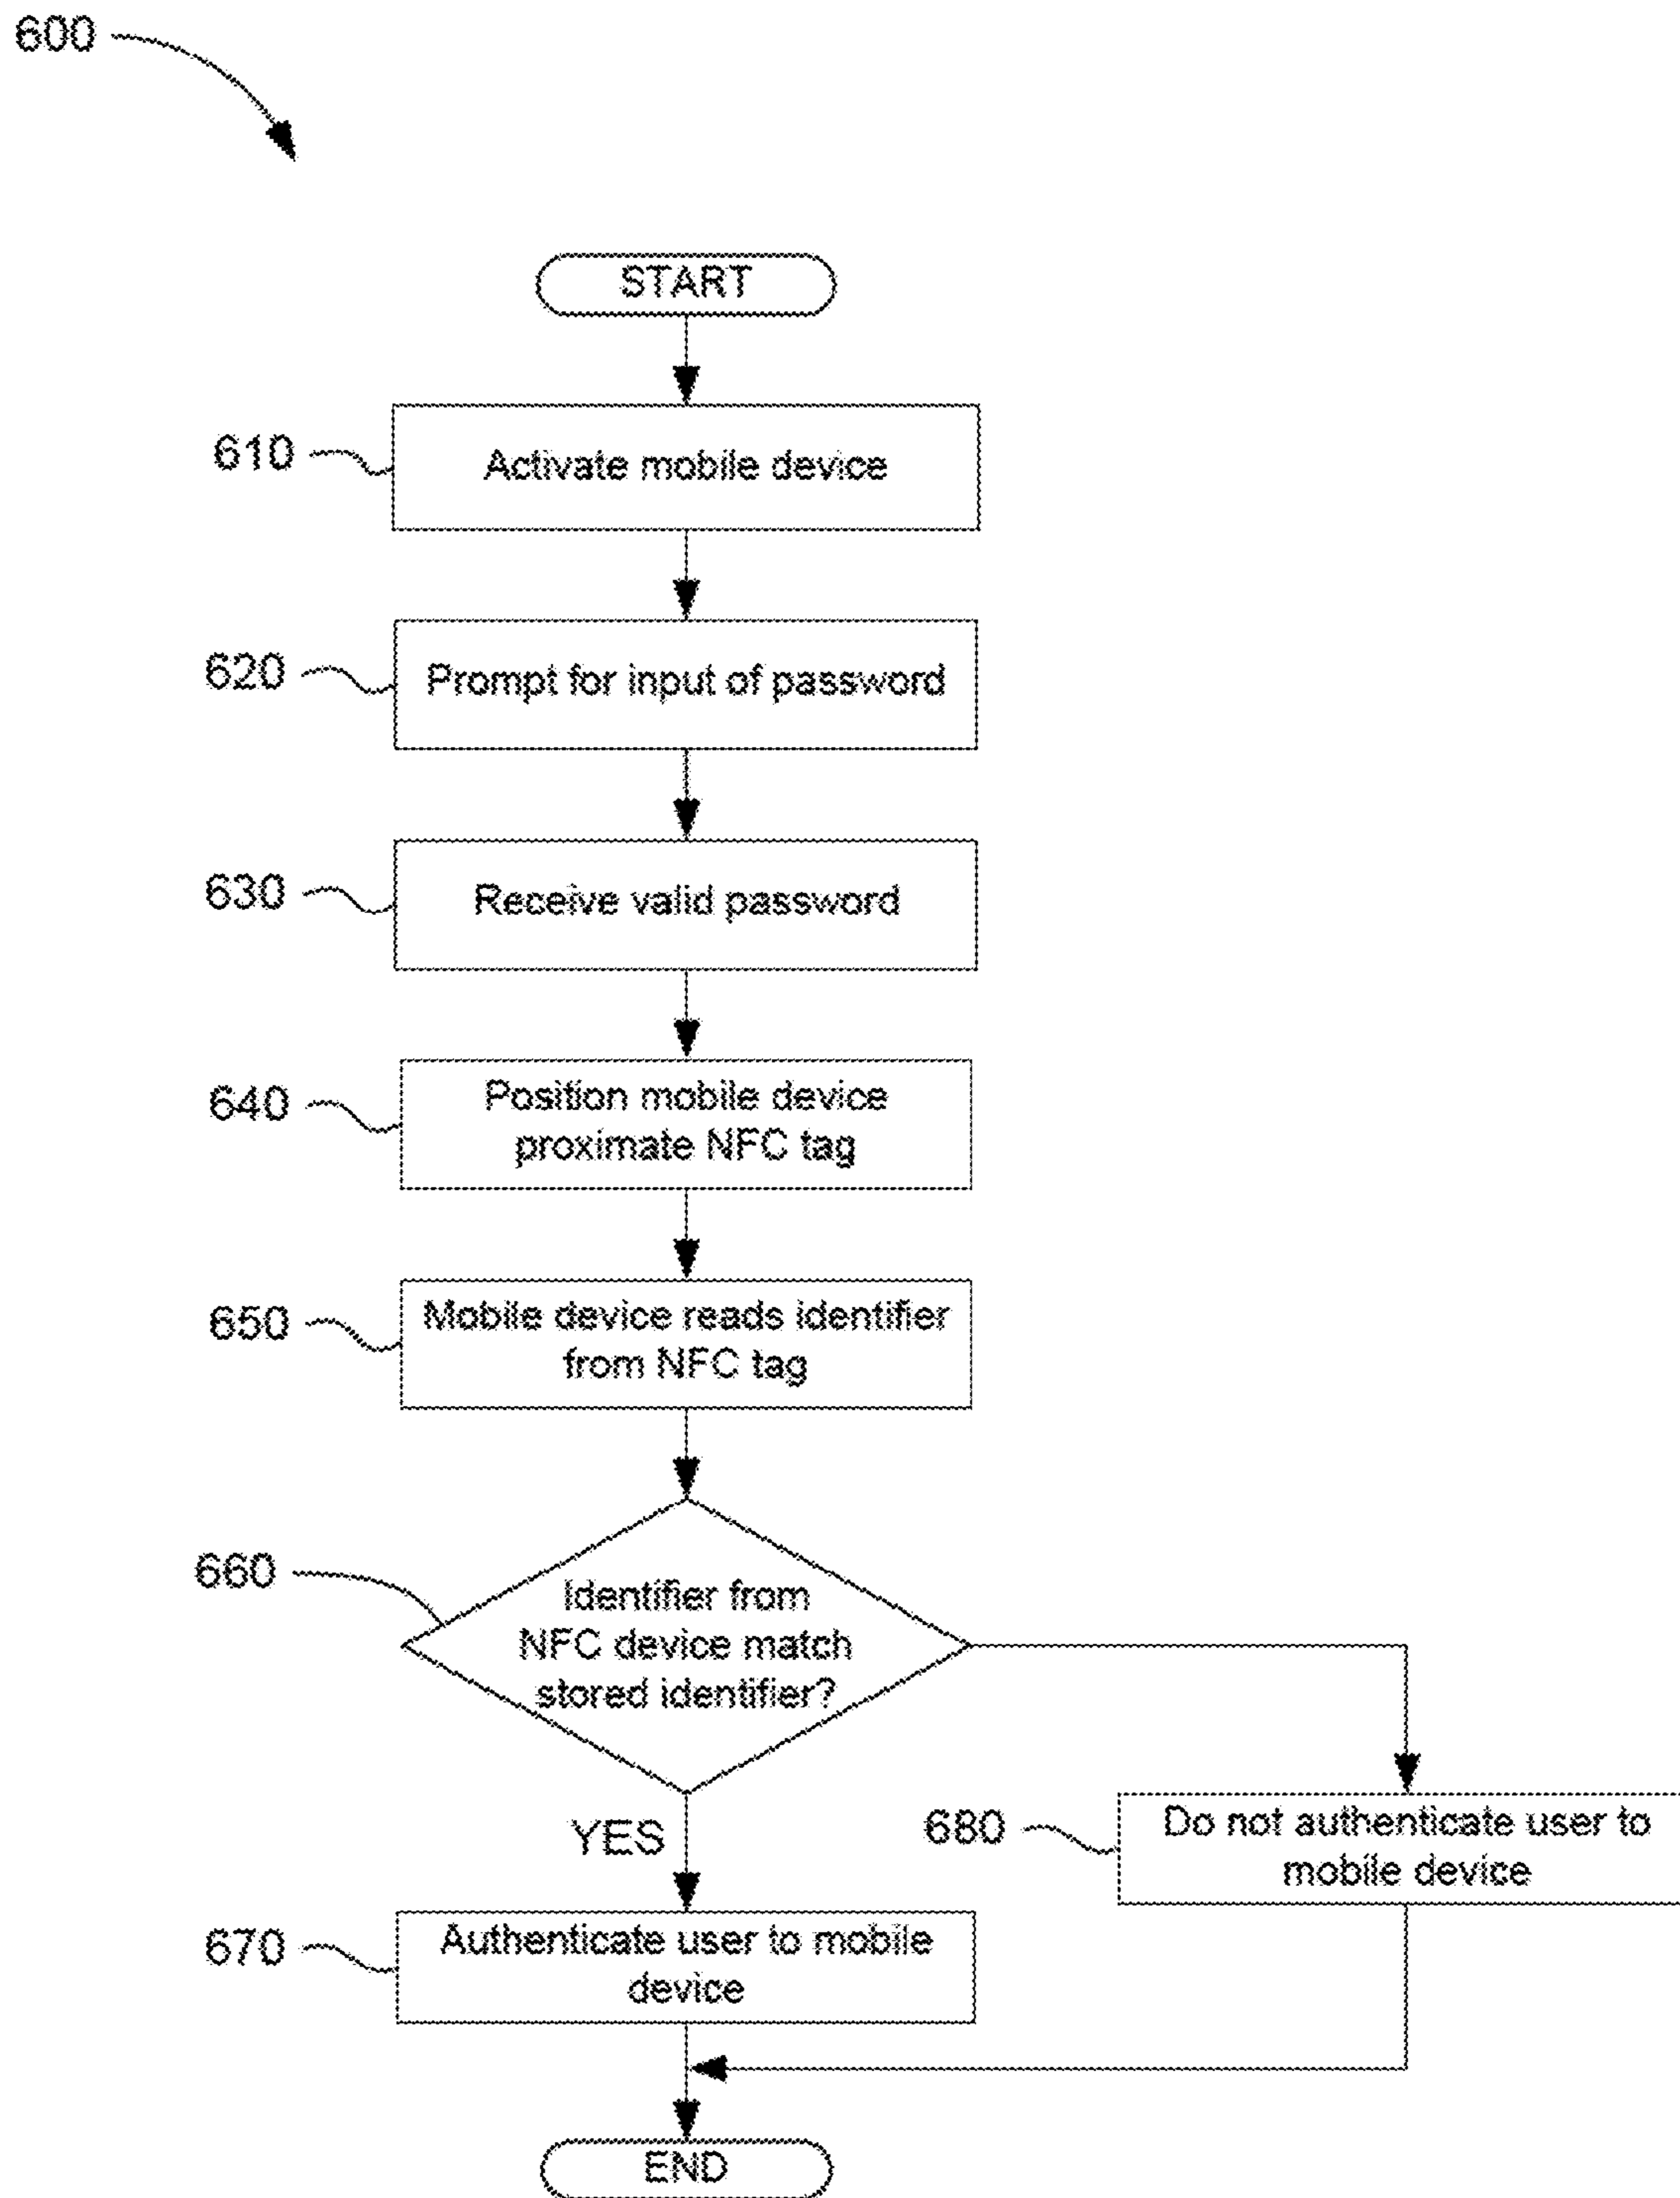 600
START
610
Activate mobile device
620
Prompt for input of password
630
Receive valid password
640
Position mobile device
proximate NFC tag
650
Mobile device reads identifier
from NFC tag
660
Identifier from
NFC device match
stored identifier?
YES
680
Do not authenticate user to
mobile device
670
Authenticate user to mobile
device
END